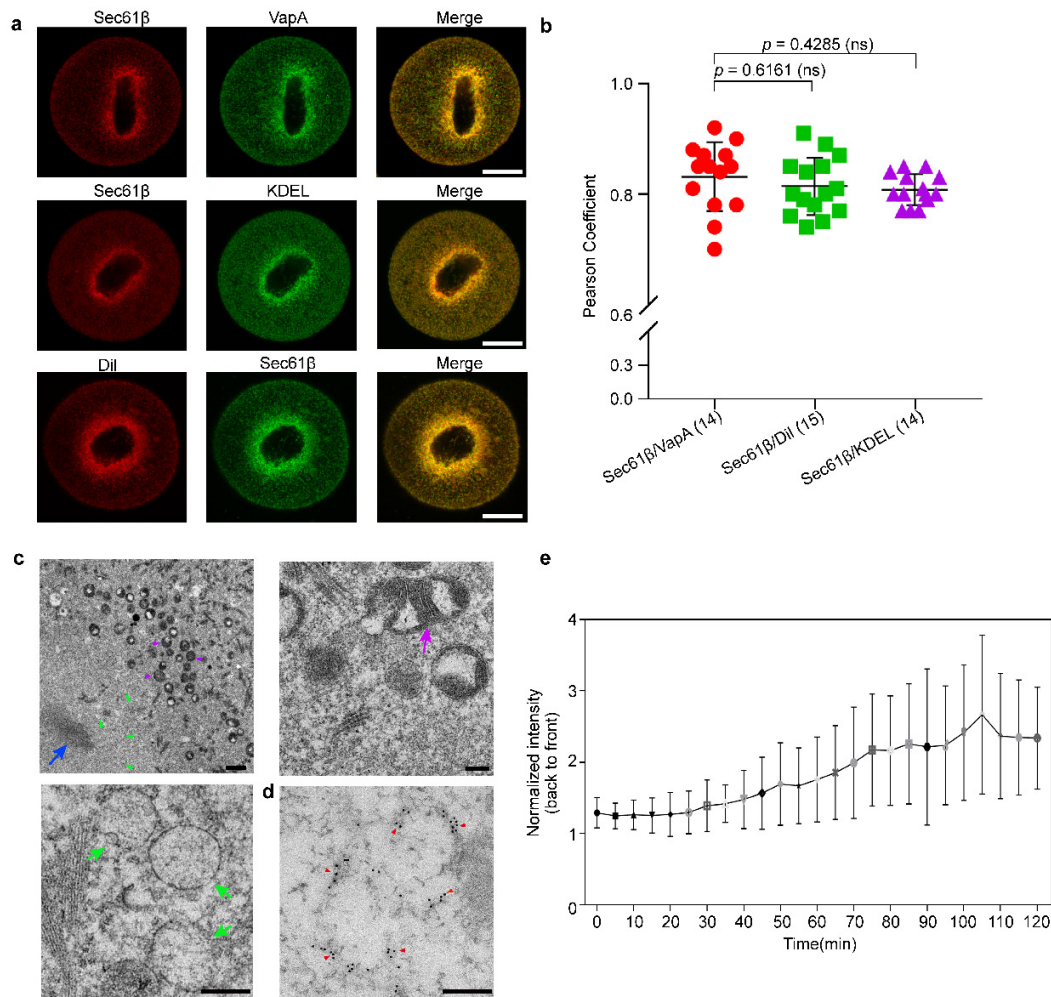 a
Sec61β VapA Merge
Sec61β KDEL Merge
Dil Sec61β Merge
b
p = 0.4285 (ns)
p = 0.6161 (ns)
Pearson Coefficient
1.0
0.8
0.6
0.3
0.0
Sec61β/VapA (14)
Sec61β/Dil (15)
Sec61β/KDEL (14)
c
d
e
Normalized intensity
(back to front)
4
3
2
1
0
0 10 20 30 40 50 60 70 80 90 100 110 120
Time(min)